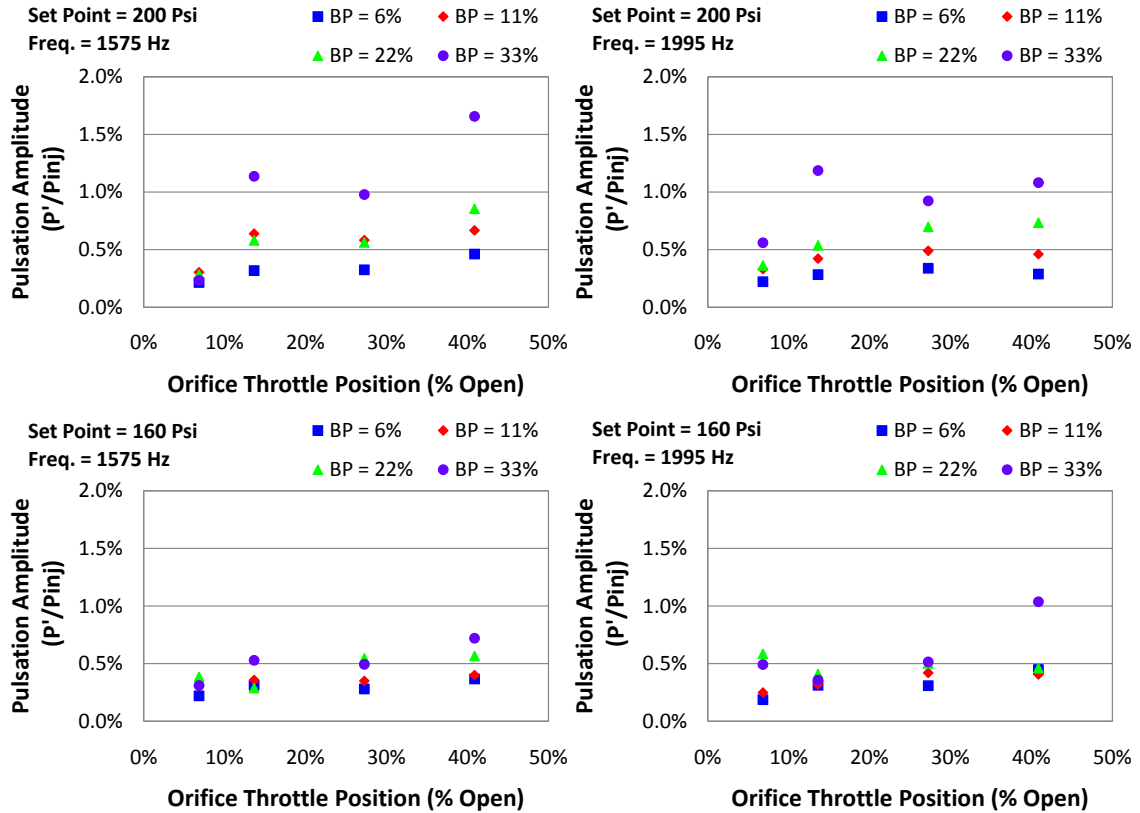 Set Point = 200 Psi
Freq. = 1575 Hz
BP = 6% BP = 11%
BP = 22% BP = 33%
Pulsation Amplitude
(P'/Pinj)
2.0%
1.5%
1.0%
0.5%
0.0%
0% 10% 20% 30% 40% 50%
Orifice Throttle Position (% Open)
Set Point = 200 Psi
Freq. = 1995 Hz
BP = 6% BP = 11%
BP = 22% BP = 33%
Pulsation Amplitude
(P'/Pinj)
2.0%
1.5%
1.0%
0.5%
0.0%
0% 10% 20% 30% 40% 50%
Orifice Throttle Position (% Open)
Set Point = 160 Psi
Freq. = 1575 Hz
BP = 6% BP = 11%
BP = 22% BP = 33%
Pulsation Amplitude
(P'/Pinj)
2.0%
1.5%
1.0%
0.5%
0.0%
0% 10% 20% 30% 40% 50%
Orifice Throttle Position (% Open)
Set Point = 160 Psi
Freq. = 1995 Hz
BP = 6% BP = 11%
BP = 22% BP = 33%
Pulsation Amplitude
(P'/Pinj)
2.0%
1.5%
1.0%
0.5%
0.0%
0% 10% 20% 30% 40% 50%
Orifice Throttle Position (% Open)